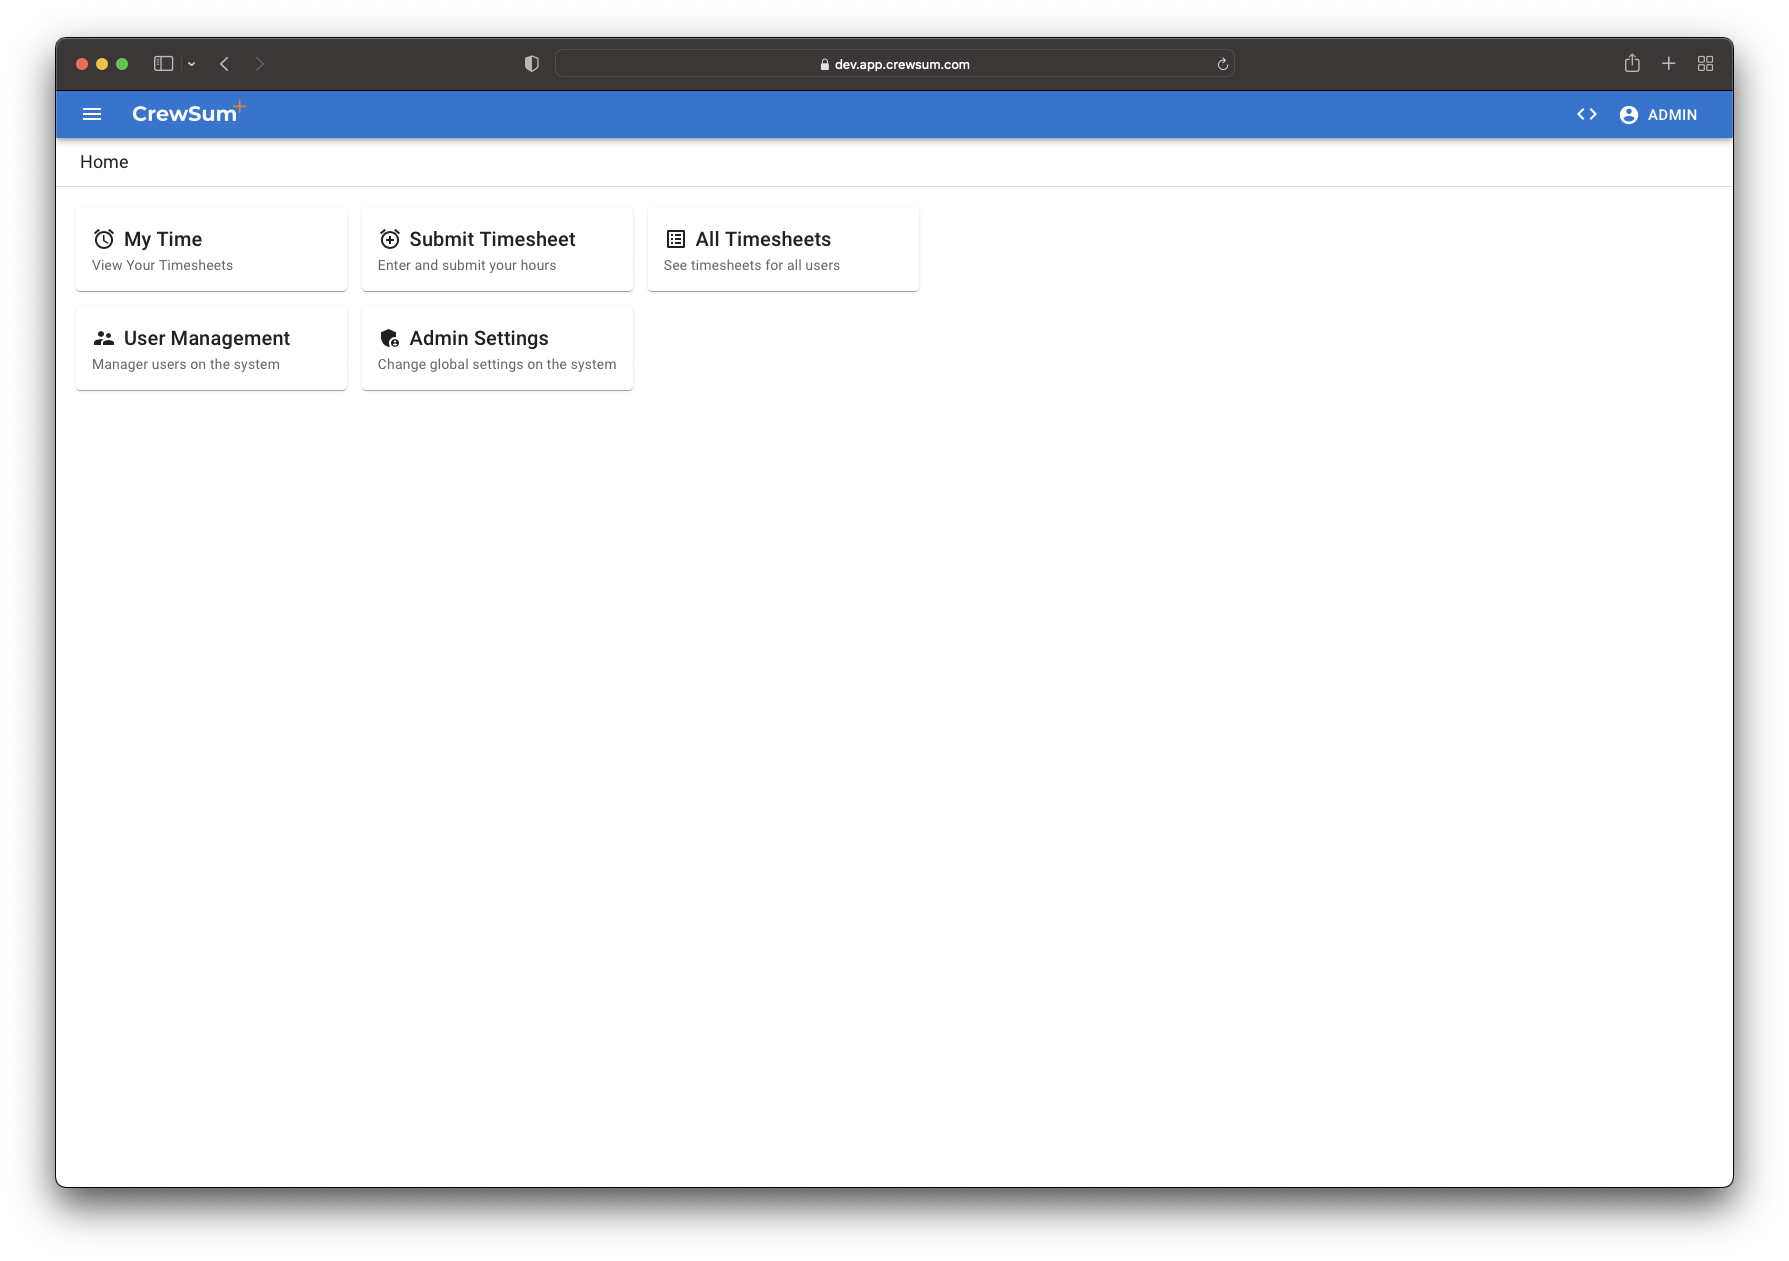 dev.app.crewsum.com
CrewSum+
ADMIN
Home
My Time
View Your Timesheets
Submit Timesheet
Enter and submit your hours
All Timesheets
See timesheets for all users
User Management
Manager users on the system
Admin Settings
Change global settings on the system